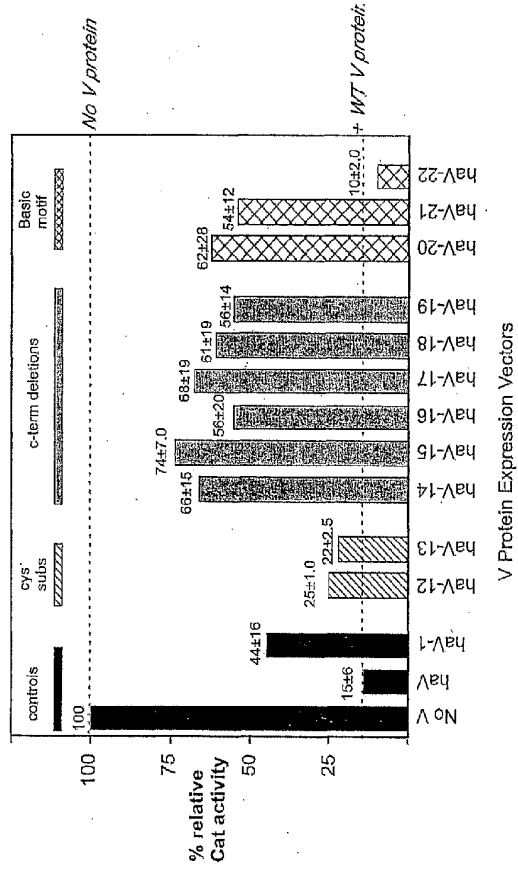 controls
cys'
subs
c-term deletions
Basic
motif
No V protein
+ WT V protein
% relative
Cat activity
100
75
50
25
100
15±6
44±16
25±1.0
22±2.5
66±15
74±7.0
56±2.0
68±19
61±19
56±14
62±28
54±12
10±2.0
No V
haV
haV-1
haV-12
haV-13
haV-14
haV-15
haV-16
haV-17
haV-18
haV-19
haV-20
haV-21
haV-22
V Protein Expression Vectors